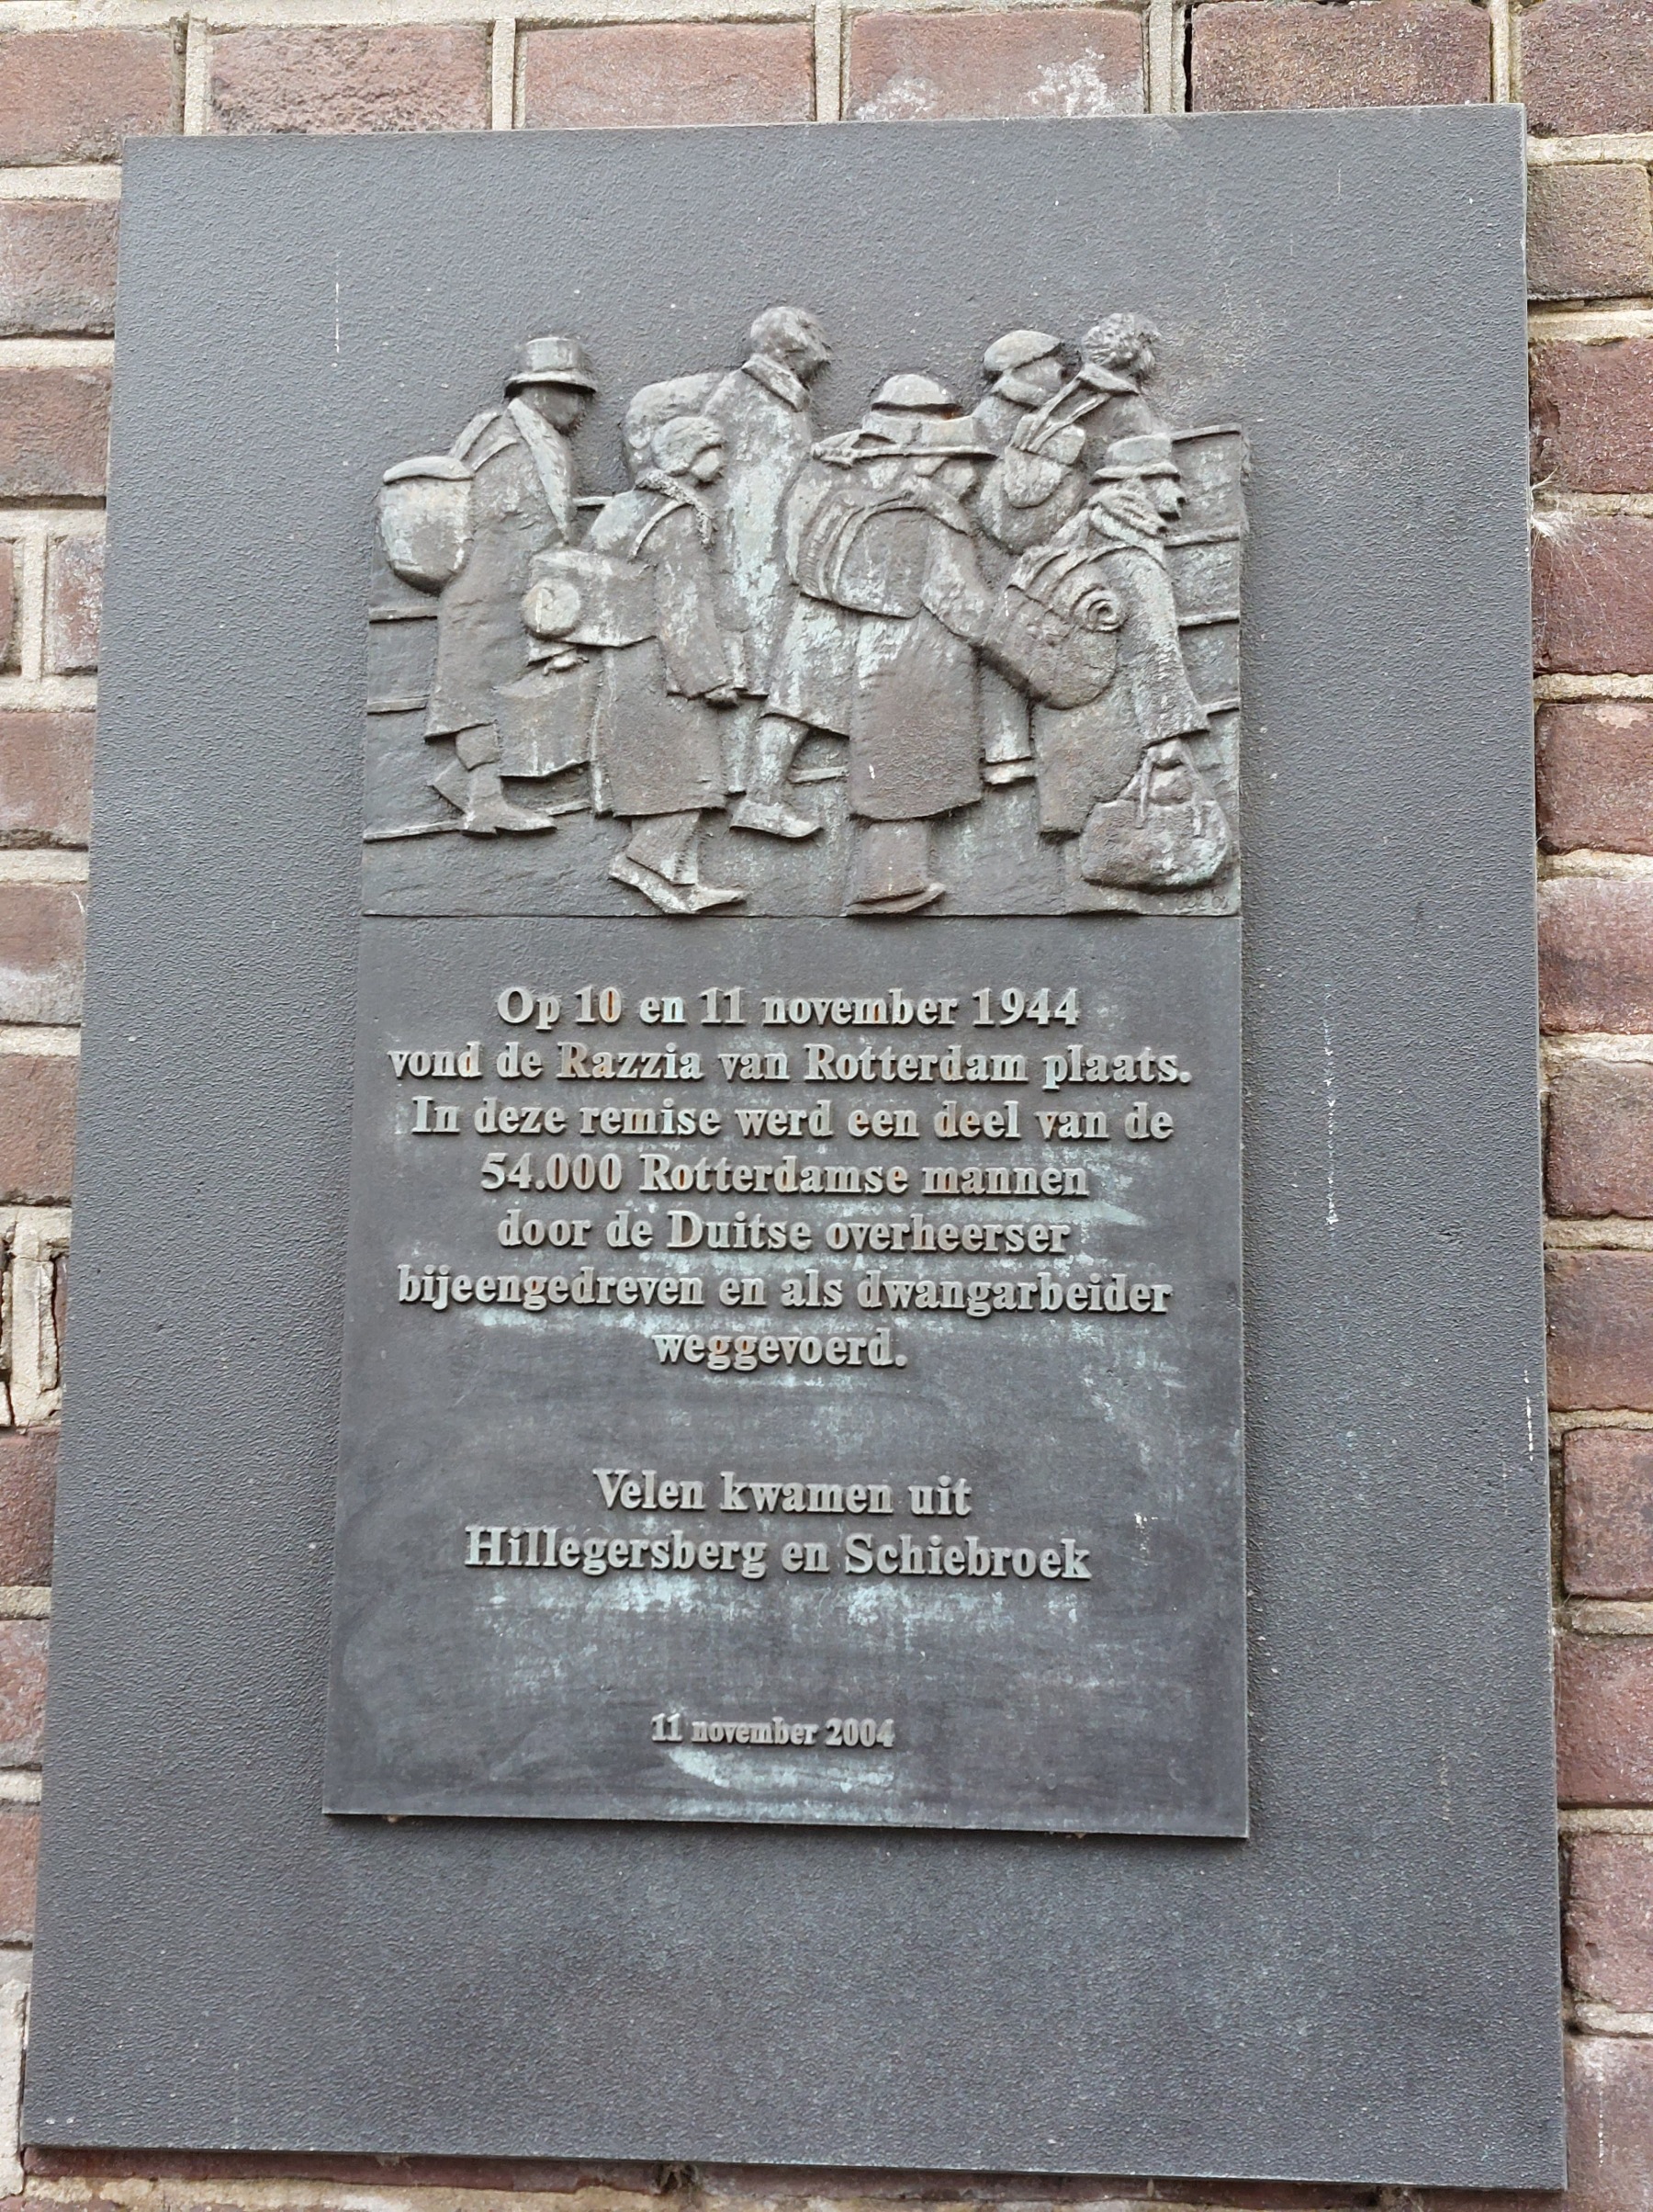 Op 10 en 11 november 1944
vond de Razzia van Rotterdam plaats.
In deze remise werd een deel van de
54.000 Rotterdamse mannen
door de Duitse overheerser
bijeengedreven en als dwangarbeider
weggevoerd.
Velen kwamen uit
Hillegersberg en Schiebroek
11 november 2004